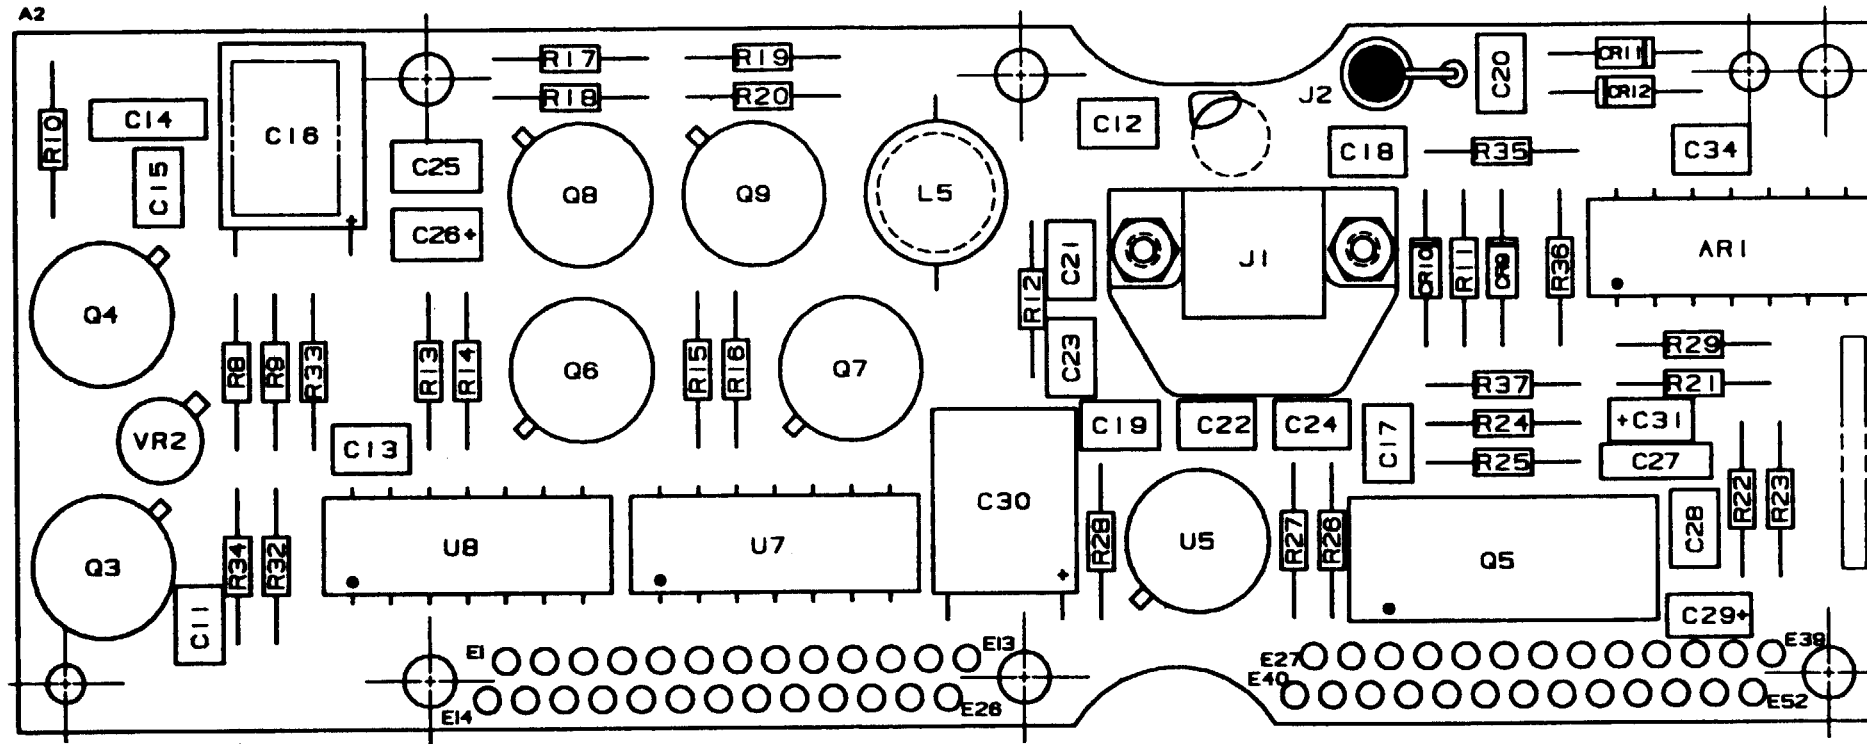 A2
R17
R19
R18
R20
CR11
C20
CR12
J2
C14
C16
R10
C12
C15
C25
C18
R35
C34
Q8
Q9
L5
C26+
C21
J1
CR10
R11
CR9
R36
AR1
Q4
R12
C23
R8
R9
R33
R13
R14
Q6
R15
R16
Q7
R29
R37
R21
VR2
C13
C19
C22
C24
C17
R24
+C31
R25
C27
C30
+
R28
U5
R27
R26
Q5
C28
R22
R23
Q3
R34
R32
U8
U7
C11
C29+
E1
E13
E27
E39
E14
E26
E40
E52